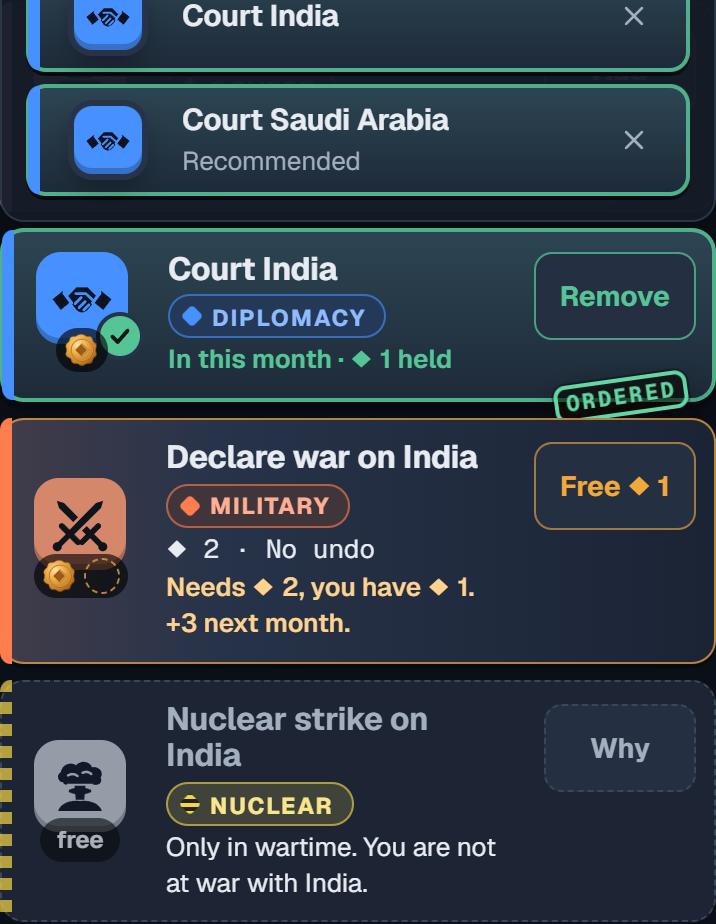 Court India
Court Saudi Arabia
Recommended
Court India
Remove
DIPLOMACY
In this month · ◆ 1 held
ORDERED
Declare war on India
Free ◆ 1
MILITARY
◆ 2 · No undo
Needs ◆ 2, you have ◆ 1.
+3 next month.
Nuclear strike on
India
Why
NUCLEAR
free
Only in wartime. You are not
at war with India.